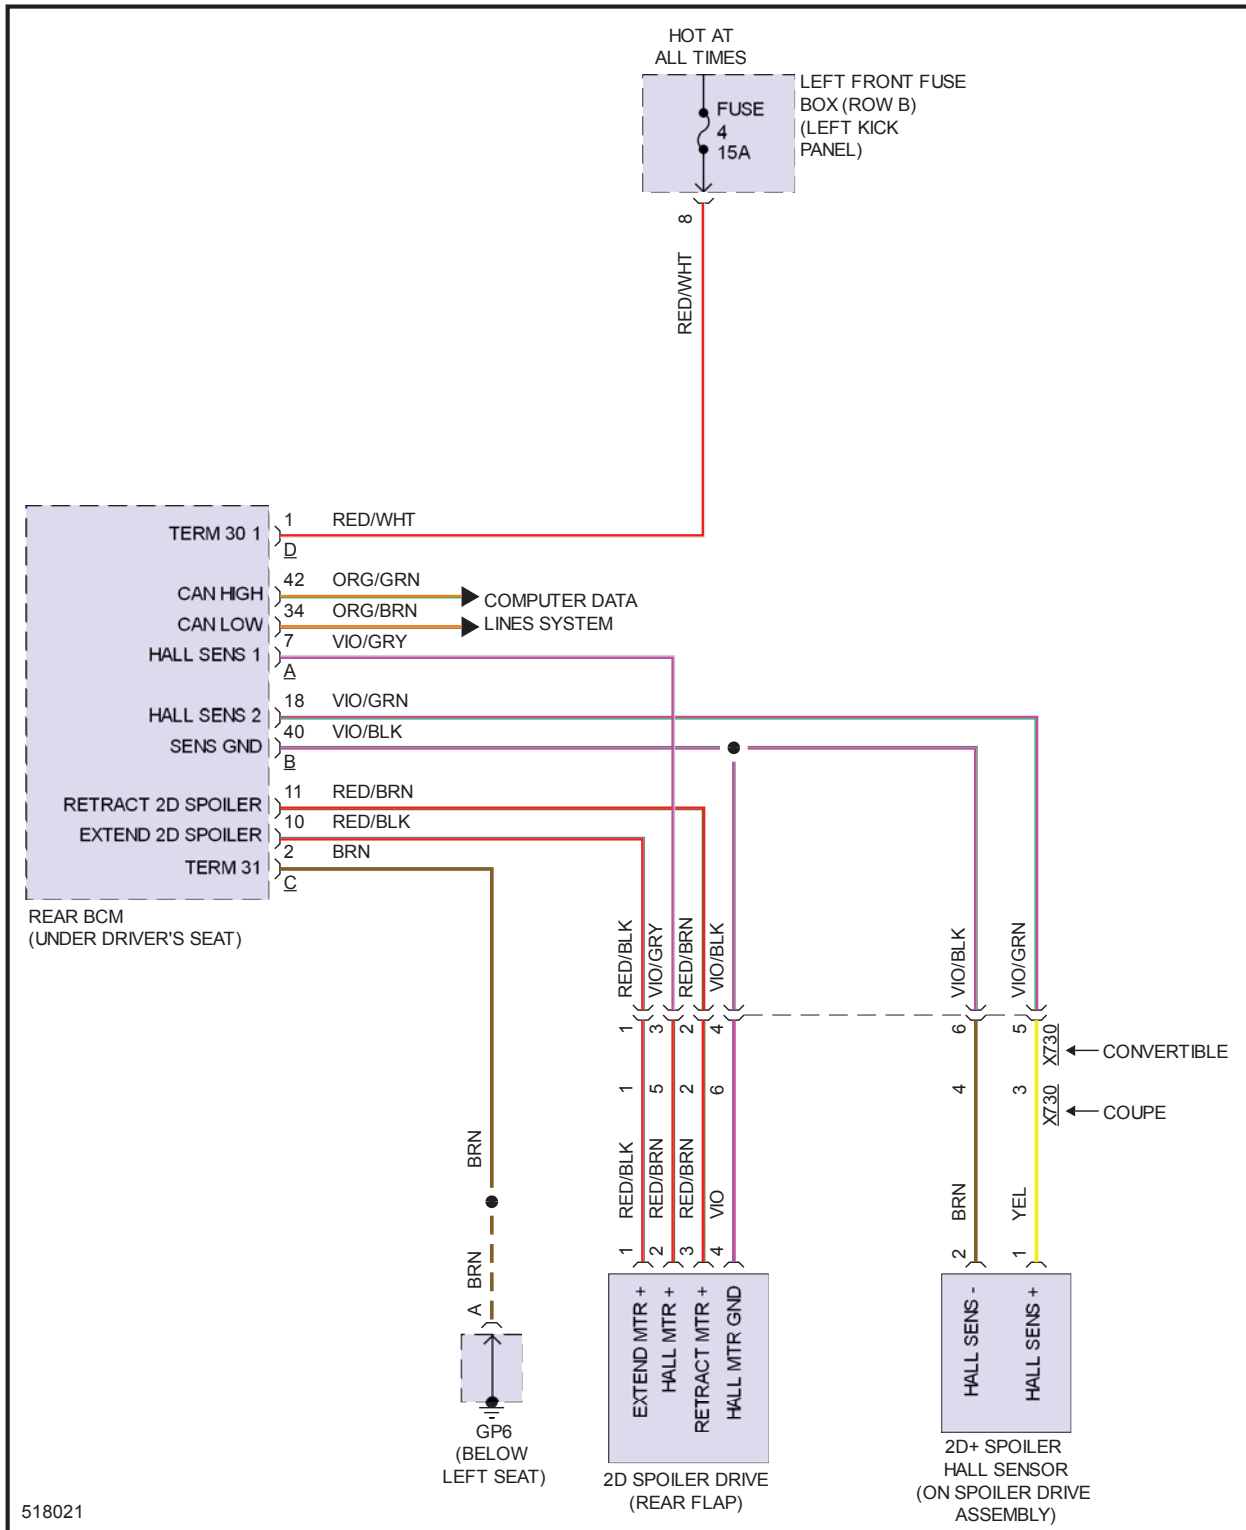 HOT AT
ALL TIMES
LEFT FRONT FUSE
BOX (ROW B)
(LEFT KICK
PANEL)
FUSE
4
15A
8
RED/WHT
TERM 30 1
1
RED/WHT
D
CAN HIGH
42
ORG/GRN
CAN LOW
34
ORG/BRN
COMPUTER DATA
LINES SYSTEM
HALL SENS 1
7
VIO/GRY
A
HALL SENS 2
18
VIO/GRN
SENS GND
40
VIO/BLK
B
RETRACT 2D SPOILER
11
RED/BRN
EXTEND 2D SPOILER
10
RED/BLK
TERM 31
2
BRN
C
REAR BCM
(UNDER DRIVER'S SEAT)
RED/BLK
VIO/GRY
RED/BRN
VIO/BLK
VIO/BLK
VIO/GRN
1
3
2
4
6
5
X730
CONVERTIBLE
1
5
2
6
4
3
X730
COUPE
BRN
RED/BLK
RED/BRN
RED/BRN
VIO
BRN
YEL
A
BRN
1
2
3
4
2
1
EXTEND MTR +
HALL MTR +
RETRACT MTR +
HALL MTR GND
HALL SENS -
HALL SENS +
GP6
(BELOW
LEFT SEAT)
2D SPOILER DRIVE
(REAR FLAP)
2D+ SPOILER
HALL SENSOR
(ON SPOILER DRIVE
ASSEMBLY)
518021